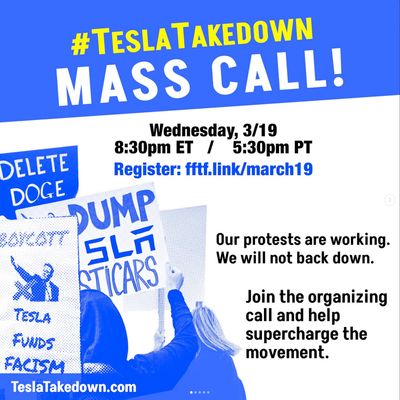 #TESLATAKEDOWN
MASS CALL!
Wednesday, 3/19
8:30pm ET / 5:30pm PT
Register: fftf.link/march19
DELETE
DOGE
BOYCOTT
TESLA
FUNDS
FACISM
DUMP
TSLA
STICARS
Our protests are working.
We will not back down.
Join the organizing
call and help
supercharge the
movement.
TeslaTakedown.com